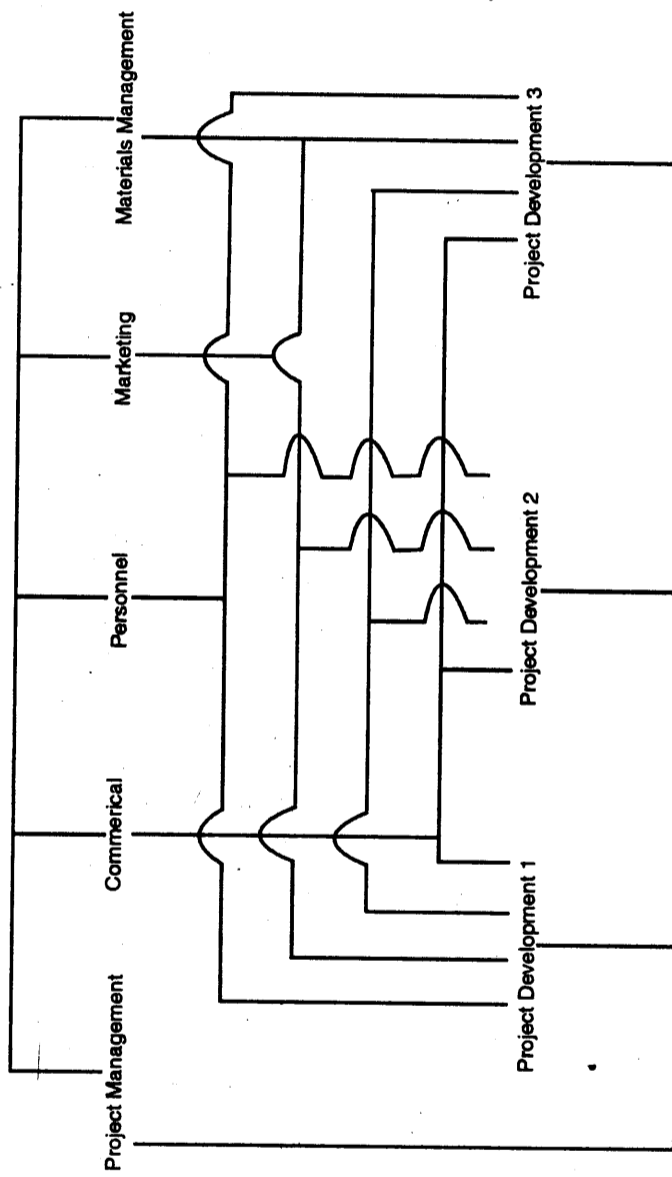 Project Management
Commerical
Personnel
Marketing
Materials Management
Project Development 1
Project Development 2
Project Development 3